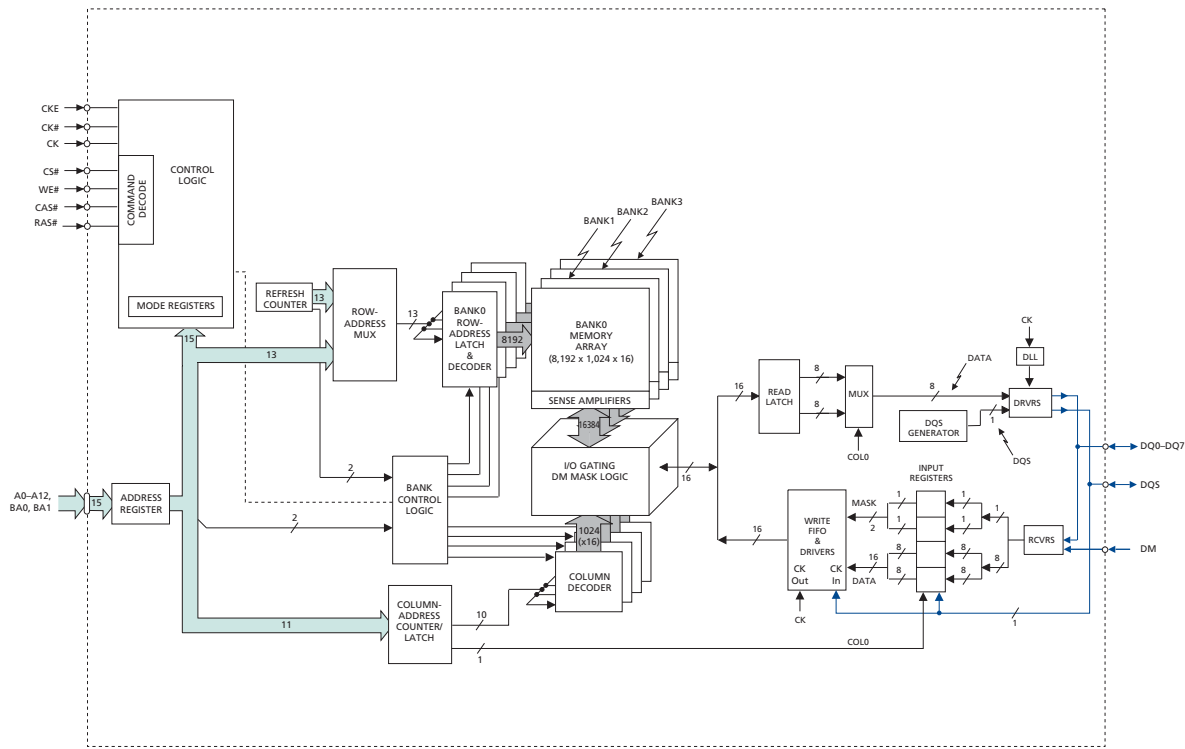 CKE
CK#
CK
CS#
WE#
CAS#
RAS#
COMMAND
DECODE
CONTROL
LOGIC
MODE REGISTERS
15
13
REFRESH
COUNTER
13
ROW-
ADDRESS
MUX
13
BANK0
ROW-
ADDRESS
LATCH
&
DECODER
8192
BANK1
BANK2
BANK3
BANK0
MEMORY
ARRAY
(8,192 x 1,024 x 16)
SENSE AMPLIFIERS
16384
I/O GATING
DM MASK LOGIC
16
1024
(x16)
COLUMN
DECODER
2
2
BANK
CONTROL
LOGIC
A0–A12,
BA0, BA1
15
ADDRESS
REGISTER
11
COLUMN-
ADDRESS
COUNTER/
LATCH
10
1
COL0
16
READ
LATCH
8
8
MUX
COL0
8
DATA
DQS
GENERATOR
1
DQS
CK
DLL
DRVRS
DQ0–DQ7
DQS
DM
INPUT
REGISTERS
16
WRITE
FIFO
&
DRIVERS
CK
Out
CK
In
CK
MASK
2
16
DATA
1
1
8
8
1
1
8
8
1
8
RCVRS
1